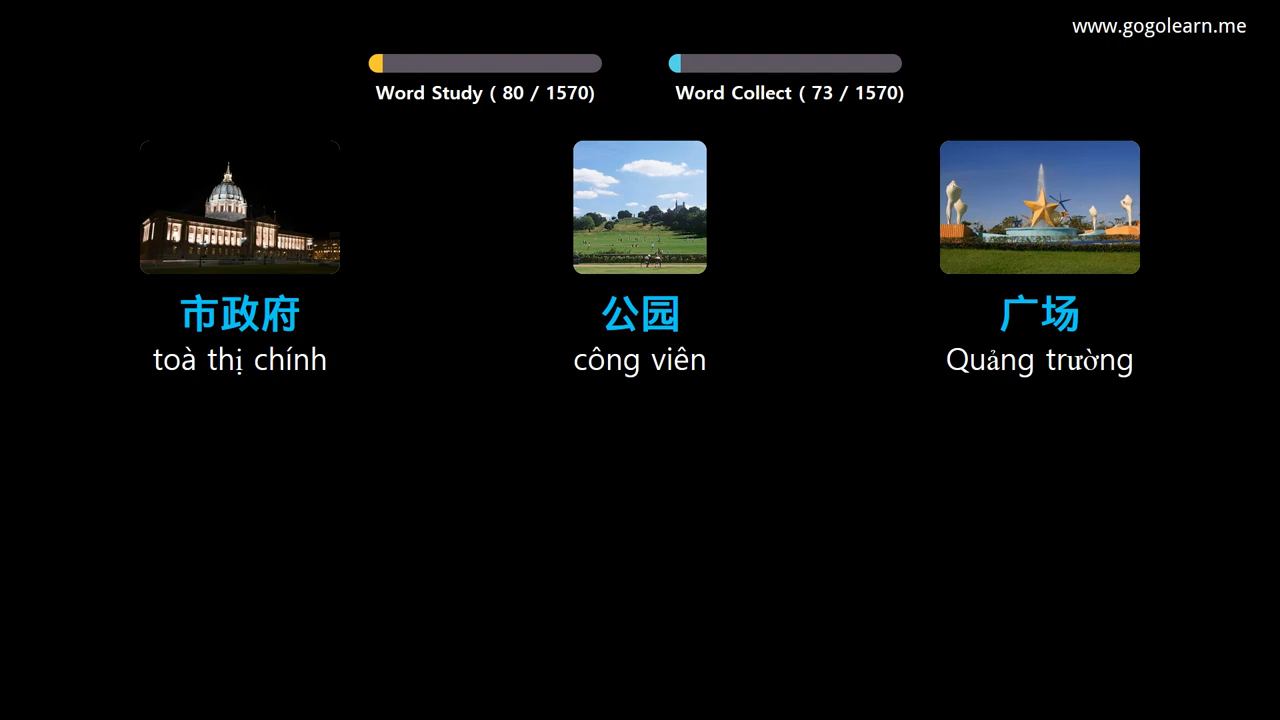 www.gogolearn.me
Word Study ( 80 / 1570)
Word Collect ( 73 / 1570)
市政府
toà thị chính
公园
công viên
广场
Quảng trường